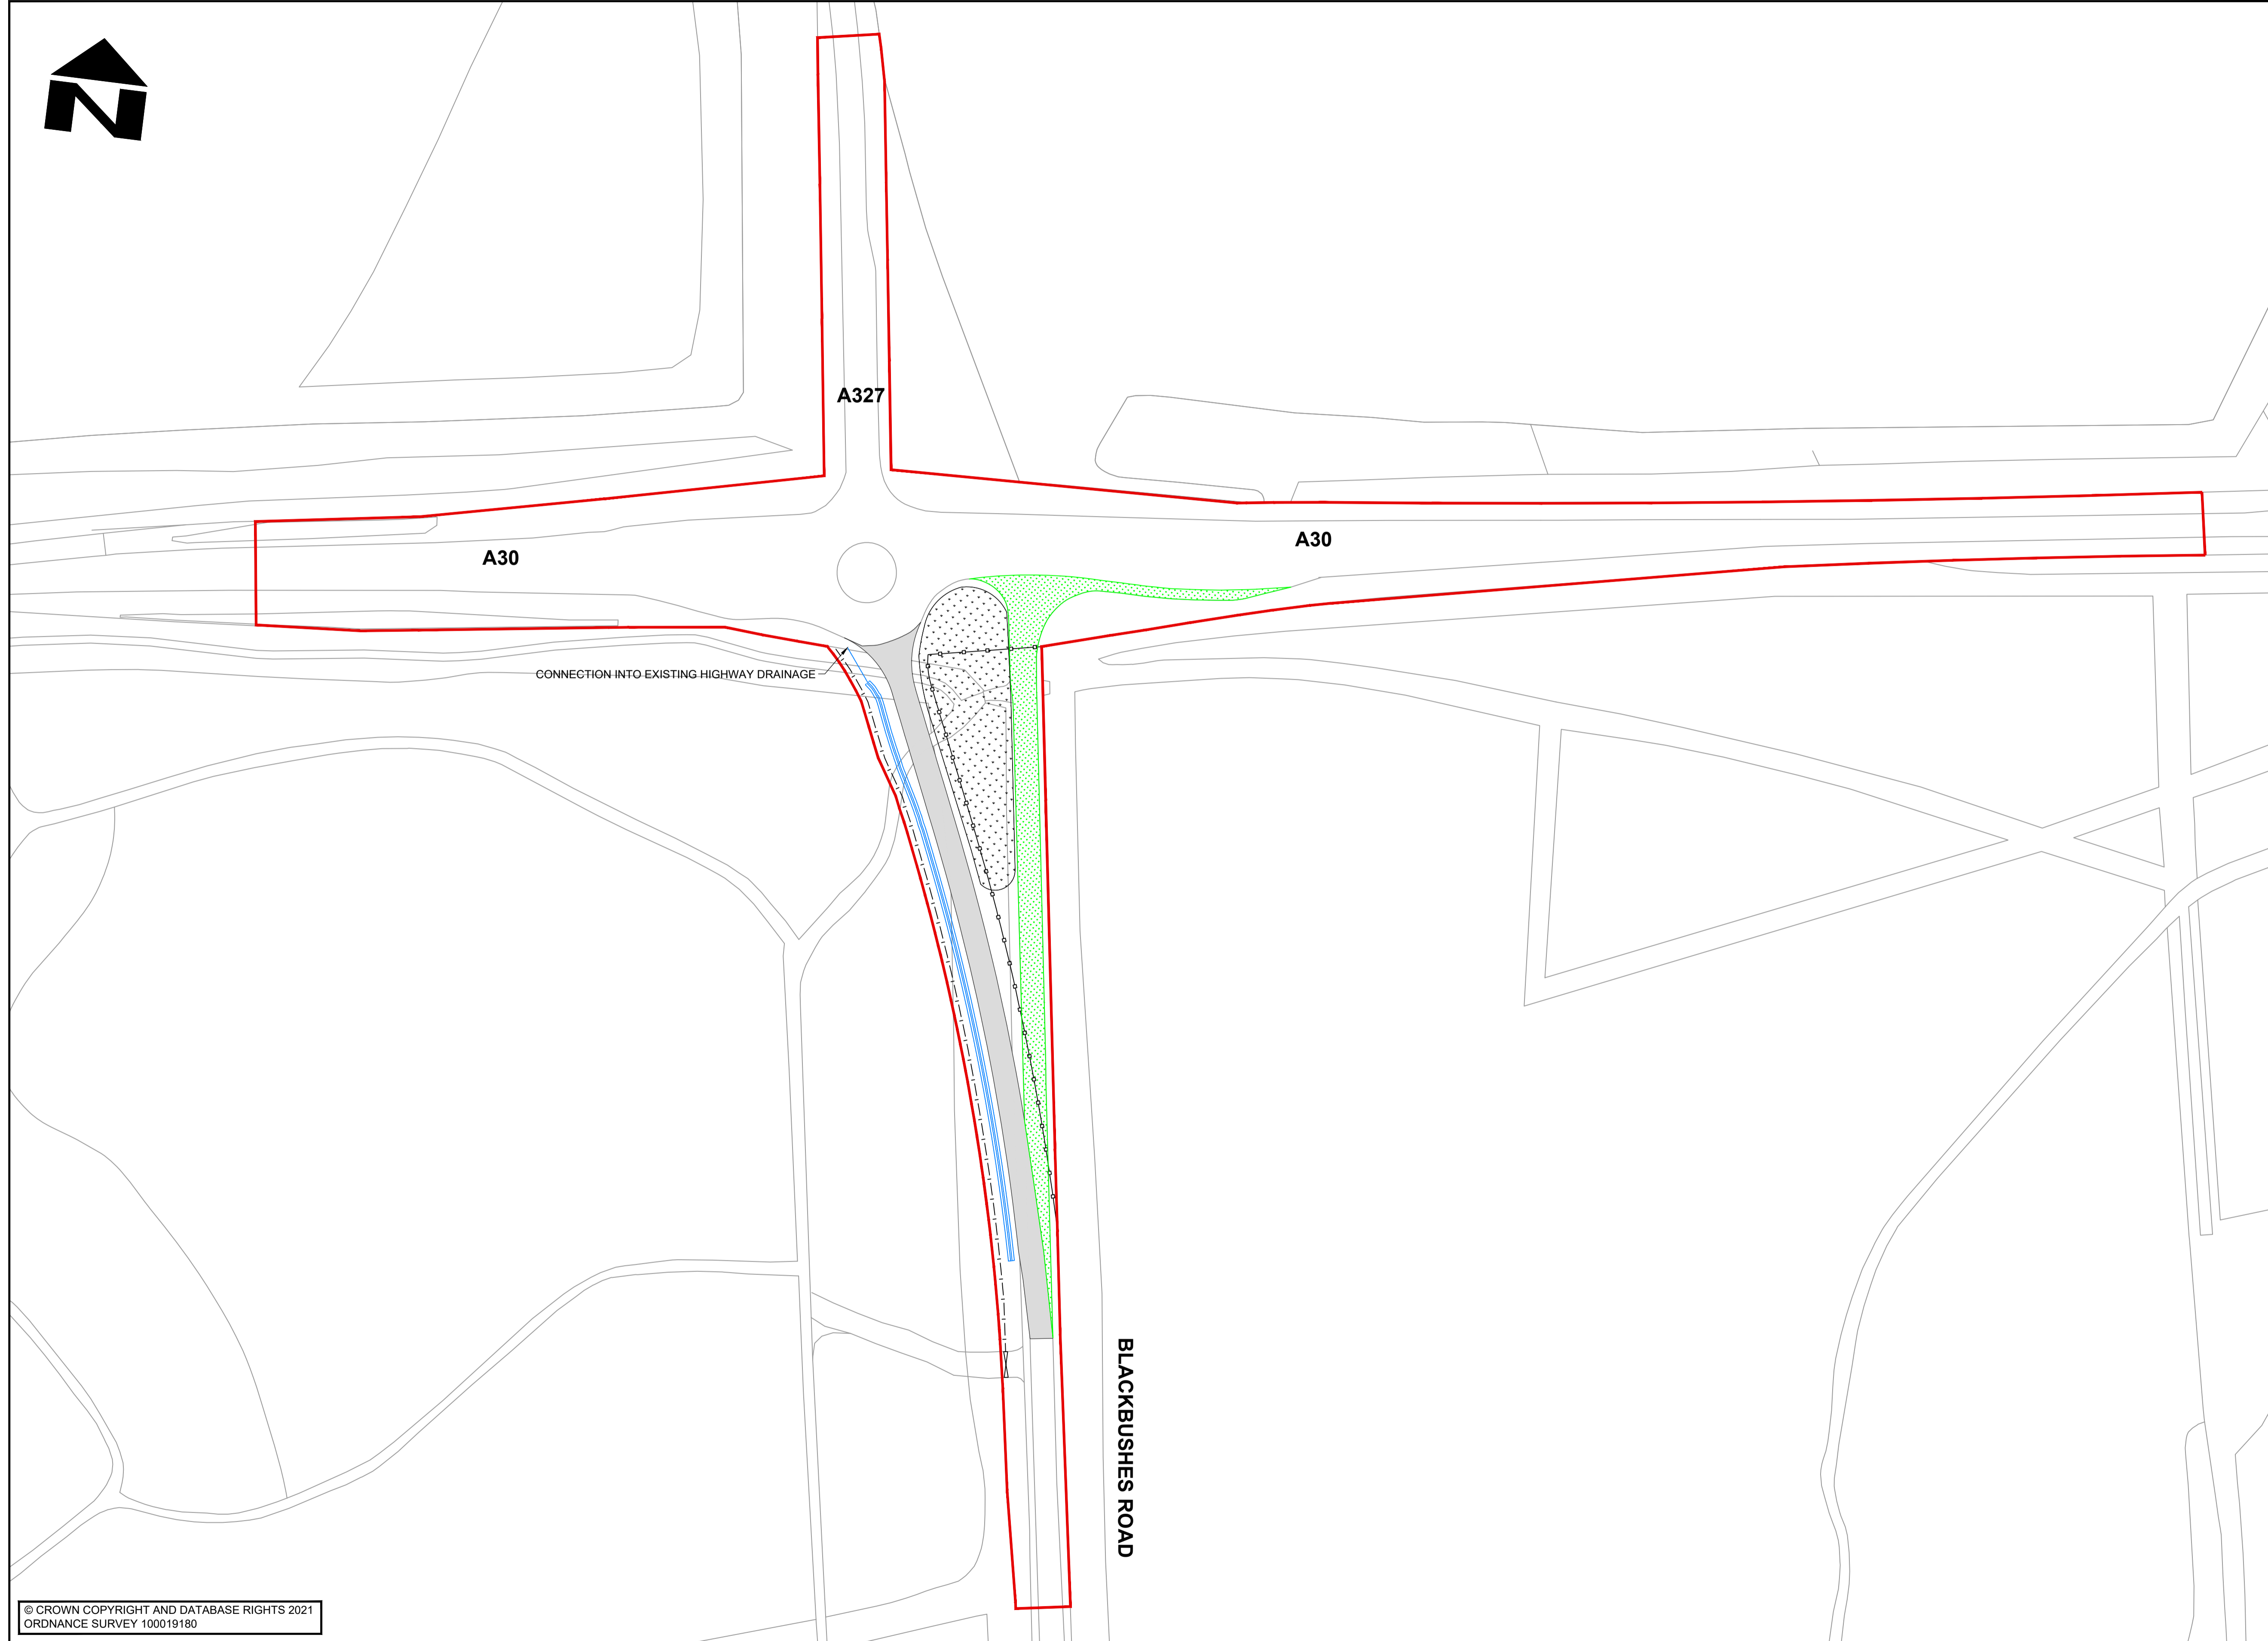 N
A327
A30
A30
CONNECTION INTO EXISTING HIGHWAY DRAINAGE
BLACKBUSHES ROAD
© CROWN COPYRIGHT AND DATABASE RIGHTS 2021
ORDNANCE SURVEY 100019180